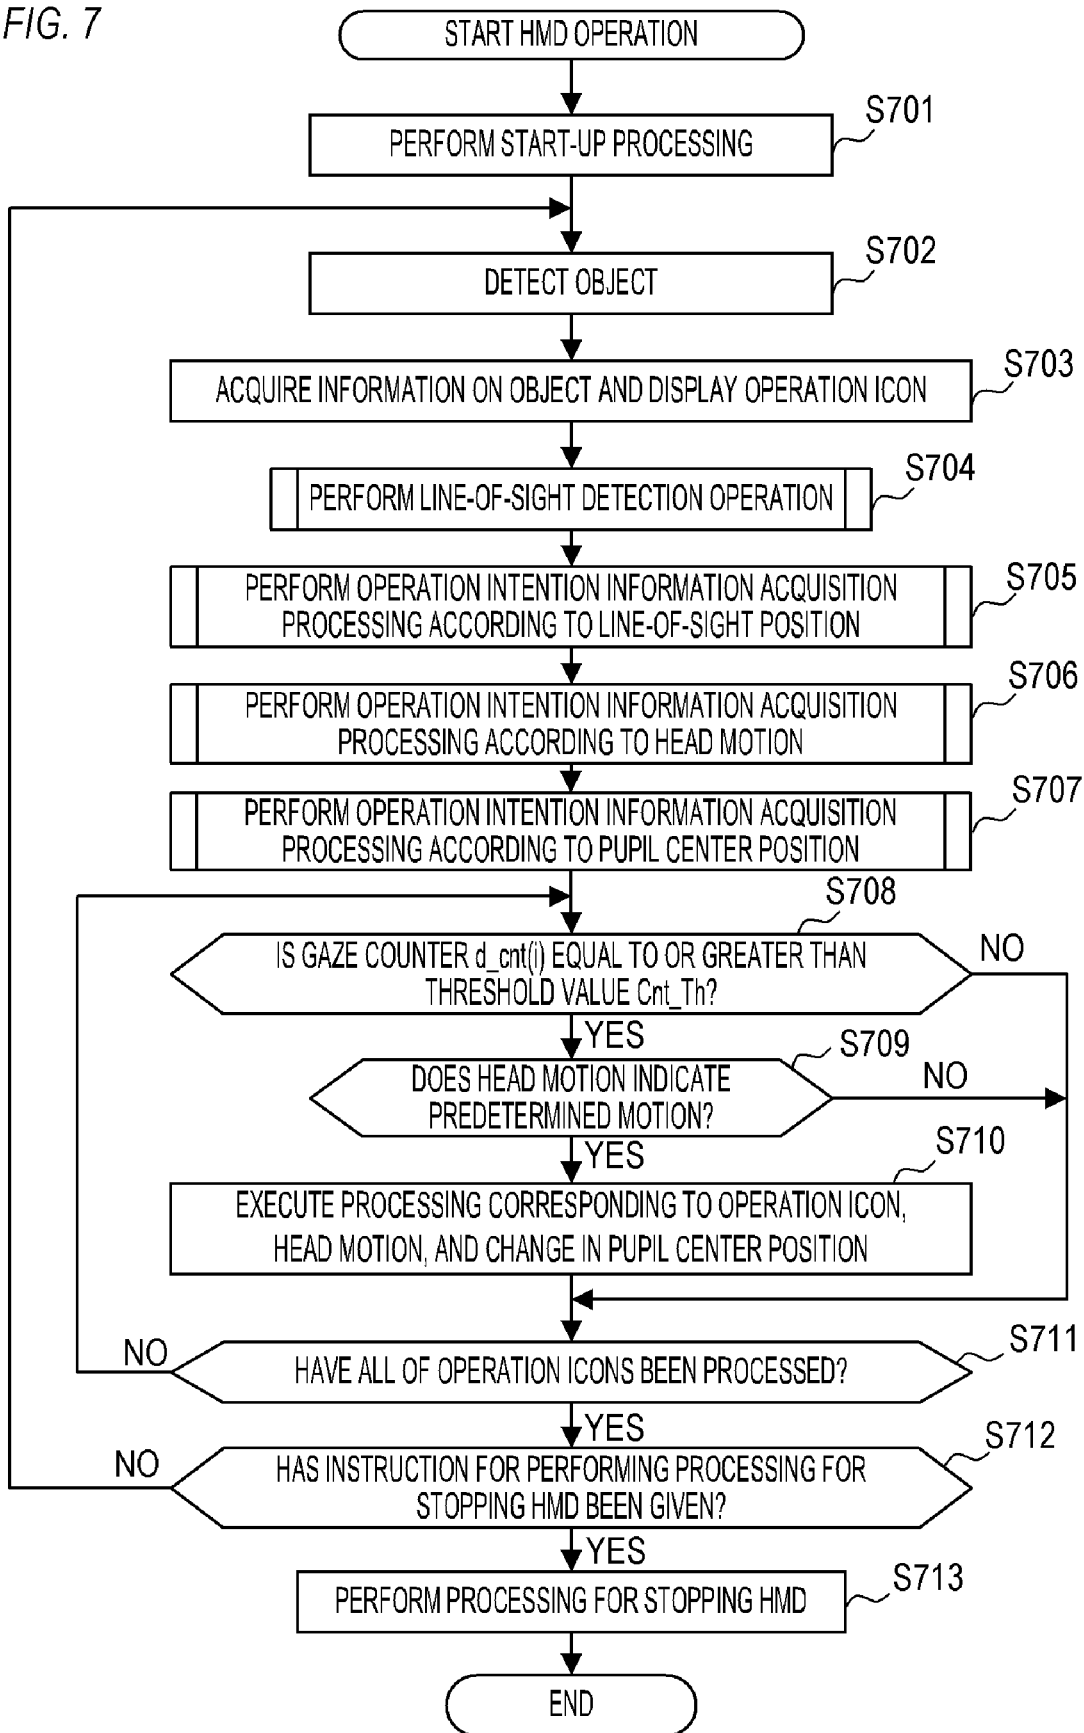 FIG. 7
START HMD OPERATION
S701
PERFORM START-UP PROCESSING
S702
DETECT OBJECT
S703
ACQUIRE INFORMATION ON OBJECT AND DISPLAY OPERATION ICON
S704
PERFORM LINE-OF-SIGHT DETECTION OPERATION
S705
PERFORM OPERATION INTENTION INFORMATION ACQUISITION
PROCESSING ACCORDING TO LINE-OF-SIGHT POSITION
S706
PERFORM OPERATION INTENTION INFORMATION ACQUISITION
PROCESSING ACCORDING TO HEAD MOTION
S707
PERFORM OPERATION INTENTION INFORMATION ACQUISITION
PROCESSING ACCORDING TO PUPIL CENTER POSITION
S708
IS GAZE COUNTER d_cnt(i) EQUAL TO OR GREATER THAN
THRESHOLD VALUE Cnt_Th?
NO
YES
S709
DOES HEAD MOTION INDICATE
PREDETERMINED MOTION?
NO
YES
S710
EXECUTE PROCESSING CORRESPONDING TO OPERATION ICON,
HEAD MOTION, AND CHANGE IN PUPIL CENTER POSITION
S711
NO
HAVE ALL OF OPERATION ICONS BEEN PROCESSED?
YES
S712
NO
HAS INSTRUCTION FOR PERFORMING PROCESSING FOR
STOPPING HMD BEEN GIVEN?
YES
S713
PERFORM PROCESSING FOR STOPPING HMD
END